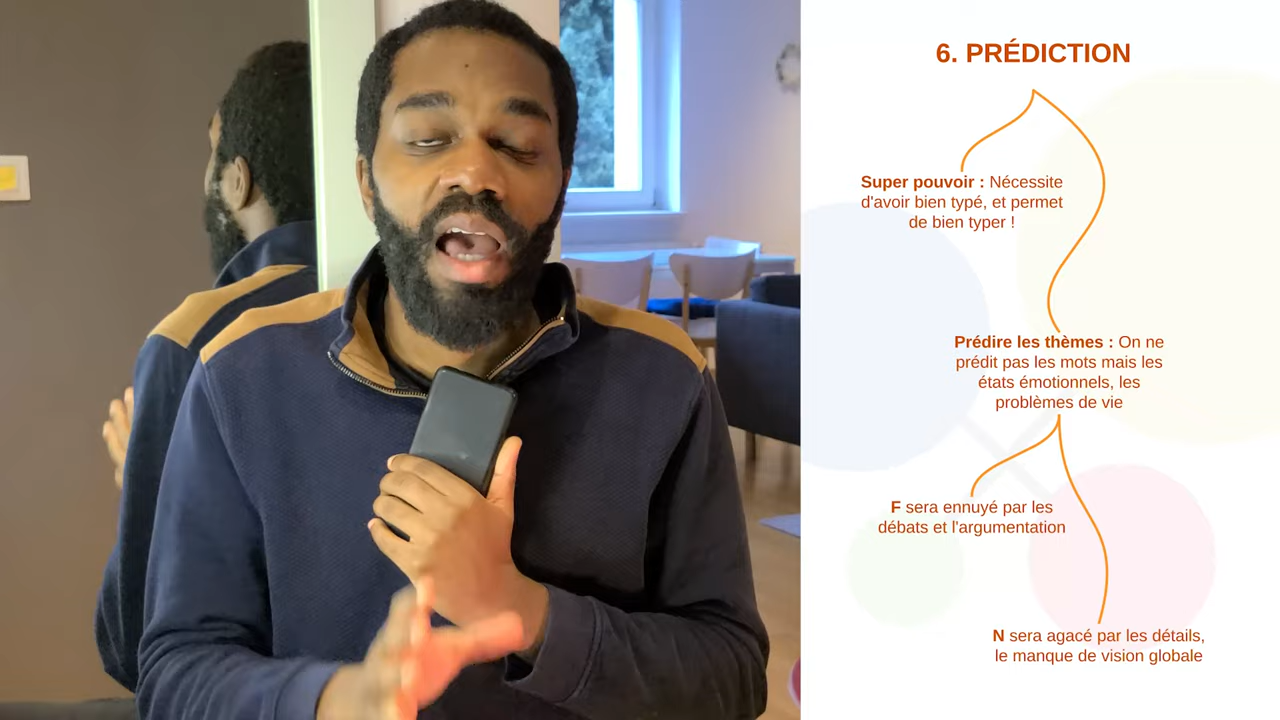 6. PRÉDICTION
Super pouvoir : Nécessite
d'avoir bien typé, et permet
de bien typer !
Prédire les thèmes : On ne
prédit pas les mots mais les
états émotionnels, les
problèmes de vie
F sera ennuyé par les
débats et l'argumentation
N sera agacé par les détails,
le manque de vision globale